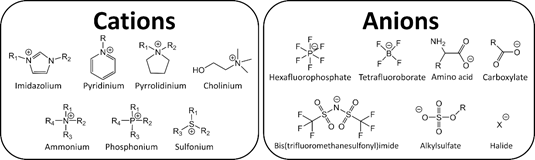 Cations
Imidazolium Pyridinium Pyrrolidinium Cholinium
Ammonium Phosphonium Sulfonium
Anions
Hexafluorophosphate Tetrafluoroborate Amino acid Carboxylate
Bis(trifluoromethanesulfonyl)imide Alkylsulfate Halide